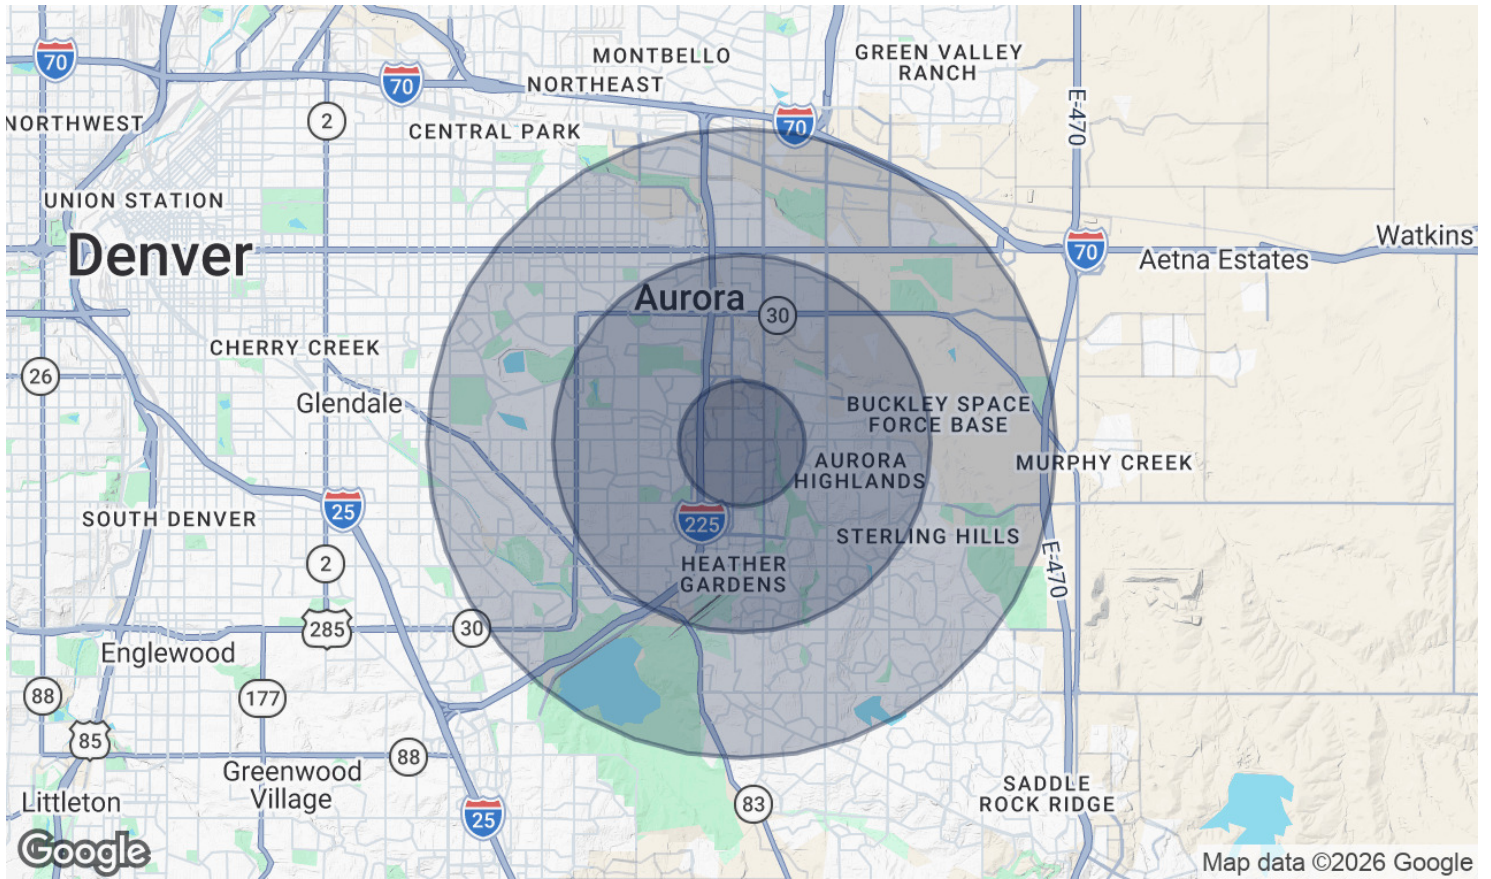 MONTBELLO
GREEN VALLEY
RANCH
70
70
NORTHEAST
E-470
2
70
NORTHWEST
CENTRAL PARK
UNION STATION
Denver
Watkins
70
Aetna Estates
Aurora
30
CHERRY CREEK
26
Glendale
BUCKLEY SPACE
FORCE BASE
AURORA
HIGHLANDS
MURPHY CREEK
25
SOUTH DENVER
225
STERLING HILLS
2
HEATHER
GARDENS
E-470
285
30
Englewood
88
177
85
88
Greenwood
Village
Littleton
25
83
SADDLE
ROCK RIDGE
Google
Map data ©2026 Google